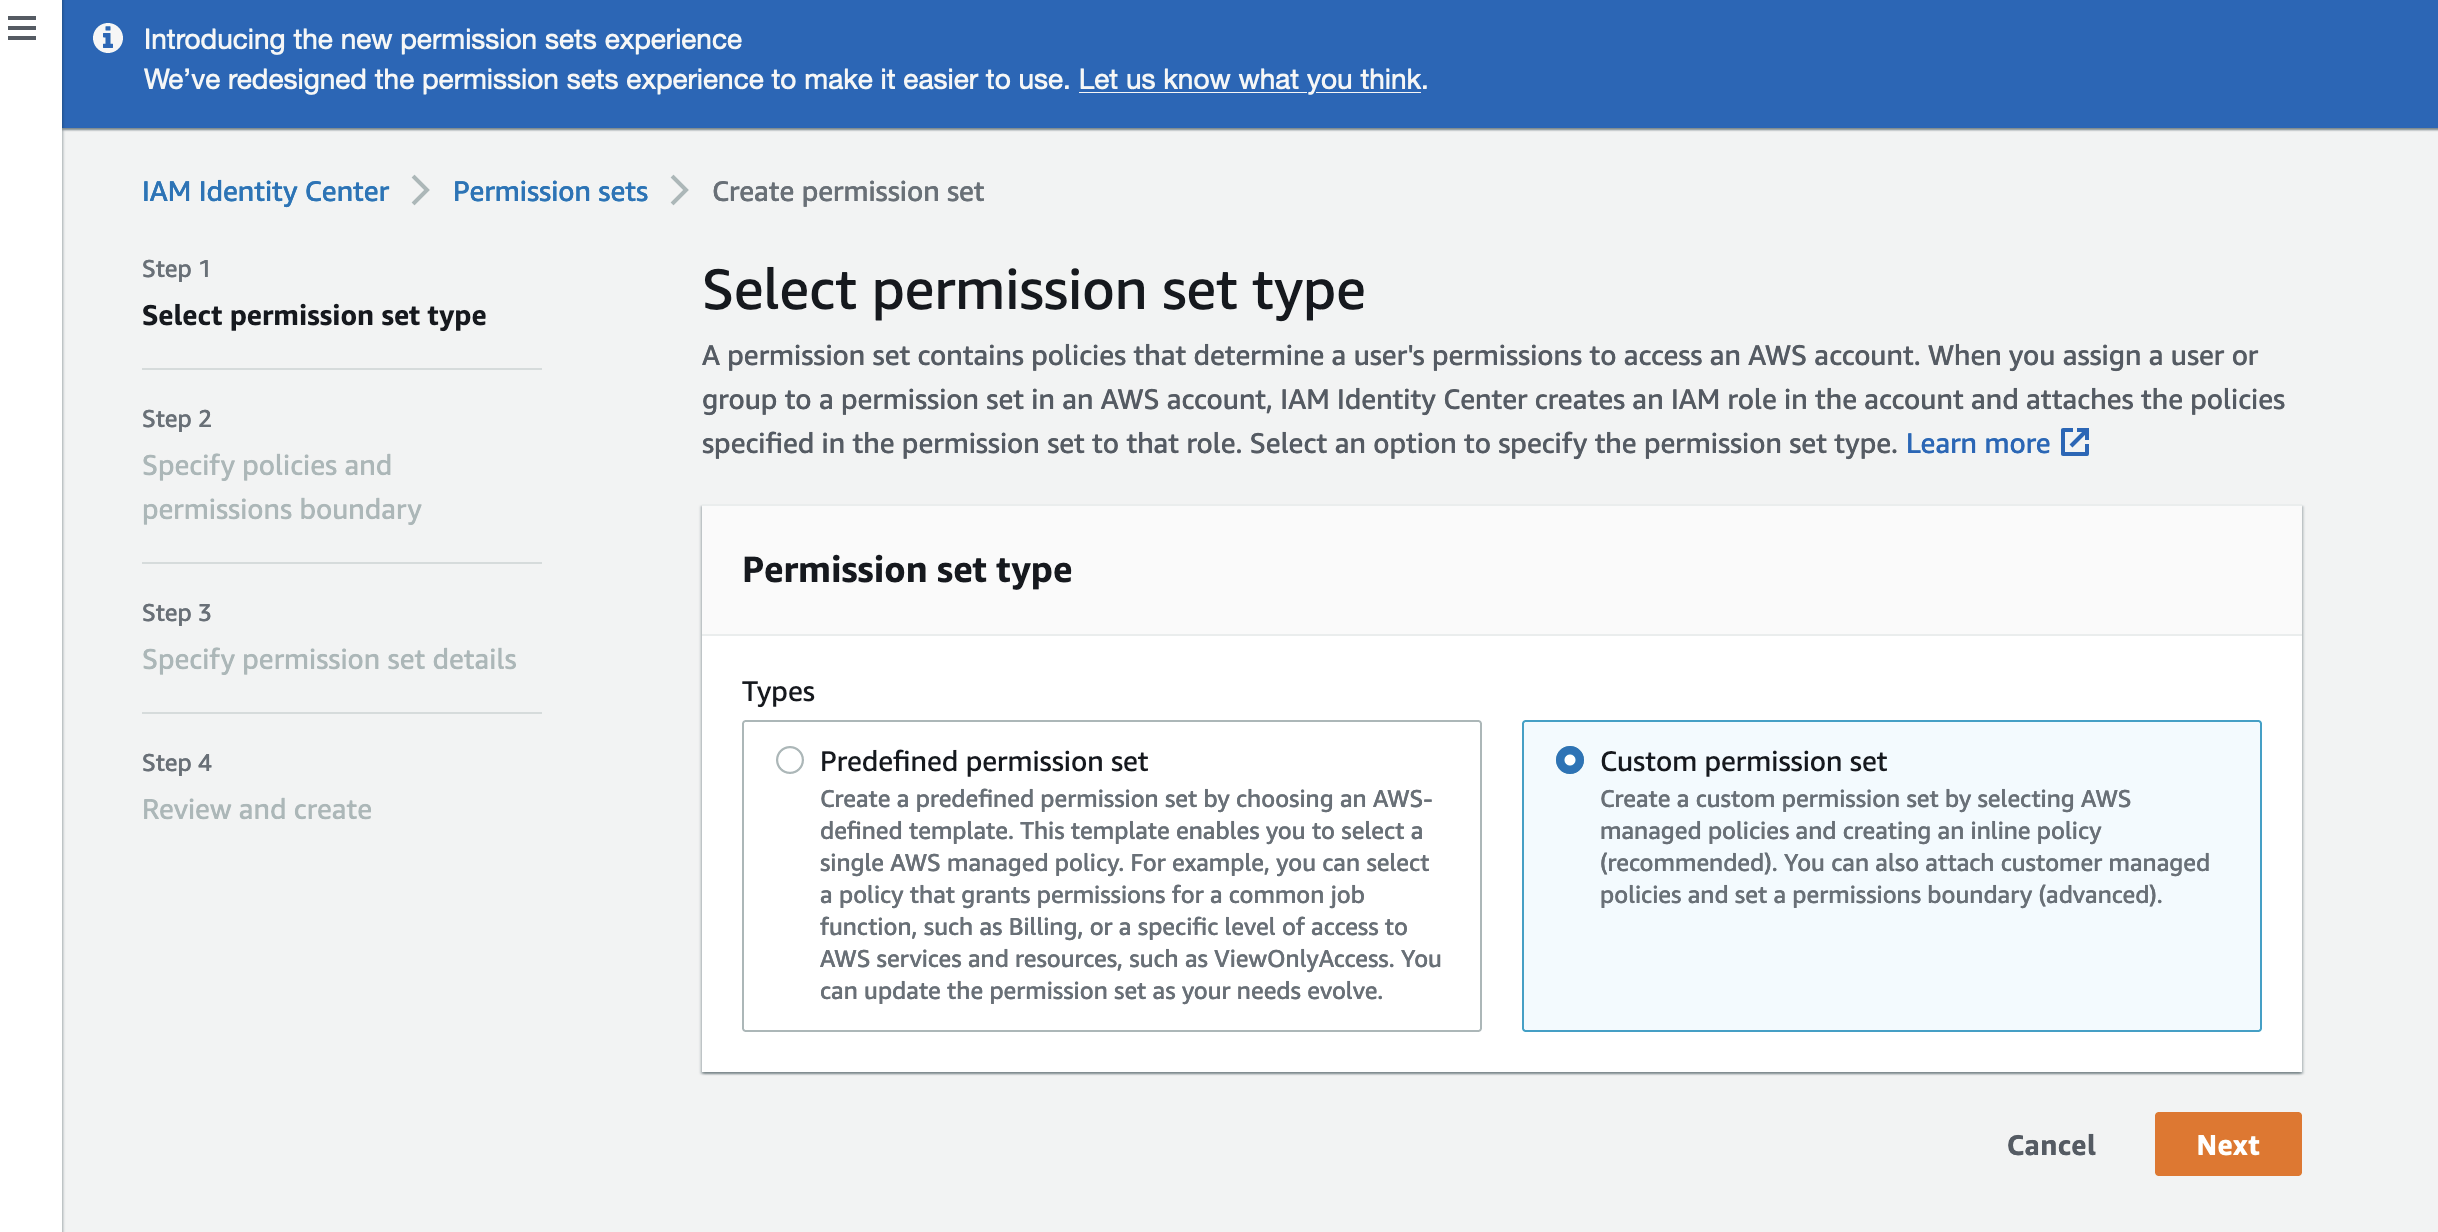 Introducing the new permission sets experience
We’ve redesigned the permission sets experience to make it easier to use. Let us know what you think.
IAM Identity Center
Permission sets
Create permission set
Step 1
Select permission set type
Step 2
Specify policies and
permissions boundary
Step 3
Specify permission set details
Step 4
Review and create
Select permission set type
A permission set contains policies that determine a user's permissions to access an AWS account. When you assign a user or
group to a permission set in an AWS account, IAM Identity Center creates an IAM role in the account and attaches the policies
specified in the permission set to that role. Select an option to specify the permission set type. Learn more
Permission set type
Types
Predefined permission set
Create a predefined permission set by choosing an AWS-
defined template. This template enables you to select a
single AWS managed policy. For example, you can select
a policy that grants permissions for a common job
function, such as Billing, or a specific level of access to
AWS services and resources, such as ViewOnlyAccess. You
can update the permission set as your needs evolve.
Custom permission set
Create a custom permission set by selecting AWS
managed policies and creating an inline policy
(recommended). You can also attach customer managed
policies and set a permissions boundary (advanced).
Cancel
Next